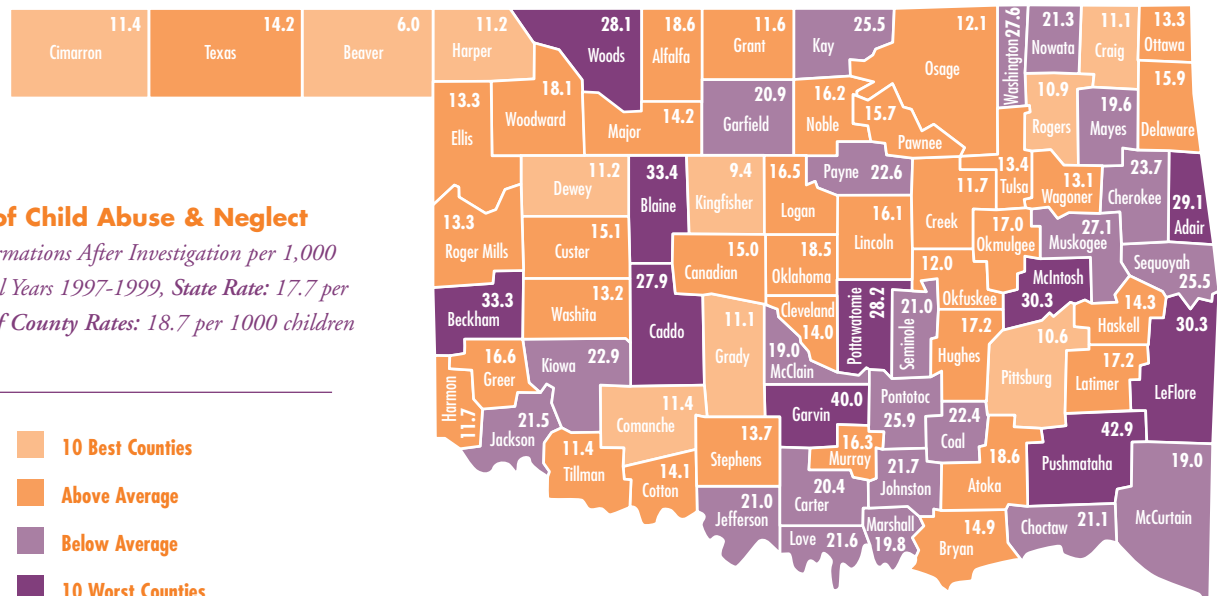 11.4 14.2 6.0 11.2 28.1 18.6 11.6 25.5 12.1 27.6 21.3 11.1 13.3
Cimarron Texas Beaver Harper Woods Alfalfa Grant Kay Osage Washington Nowata Craig Ottawa
13.3 18.1 14.2 20.9 16.2 15.7 10.9 19.6 15.9
Ellis Woodward Major Garfield Noble Pawnee Rogers Mayes Delaware
11.2 33.4 9.4 16.5 22.6 11.7 13.4 13.1 23.7 29.1
Dewey Blaine Kingfisher Logan Payne Creek Tulsa Wagoner Cherokee Adair
of Child Abuse & Neglect
rmations After Investigation per 1,000
l Years 1997-1999, State Rate: 17.7 per
f County Rates: 18.7 per 1000 children
13.3 15.1 15.0 18.5 16.1 17.0 27.1 25.5
Roger Mills Custer Canadian Oklahoma Lincoln Okmulgee Muskogee Sequoyah
33.3 13.2 27.9 14.0 28.2 21.0 12.0 30.3 14.3 30.3
Beckham Washita Caddo Cleveland Pottawatomie Seminole Okfuskee McIntosh Haskell LeFlore
11.7 16.6 22.9 11.1 19.0 17.2 10.6 17.2
Harmon Greer Kiowa Grady McClain Hughes Pittsburg Latimer
21.5 11.4 40.0 25.9 22.4 42.9
Jackson Comanche Garvin Pontotoc Coal Pushmataha
11.4 14.1 13.7 16.3 21.7 18.6 19.0
Tillman Cotton Stephens Murray Johnston Atoka McCurtain
21.0 20.4 21.6 19.8 14.9 21.1
Jefferson Carter Love Marshall Bryan Choctaw
10 Best Counties
Above Average
Below Average
10 Worst Counties